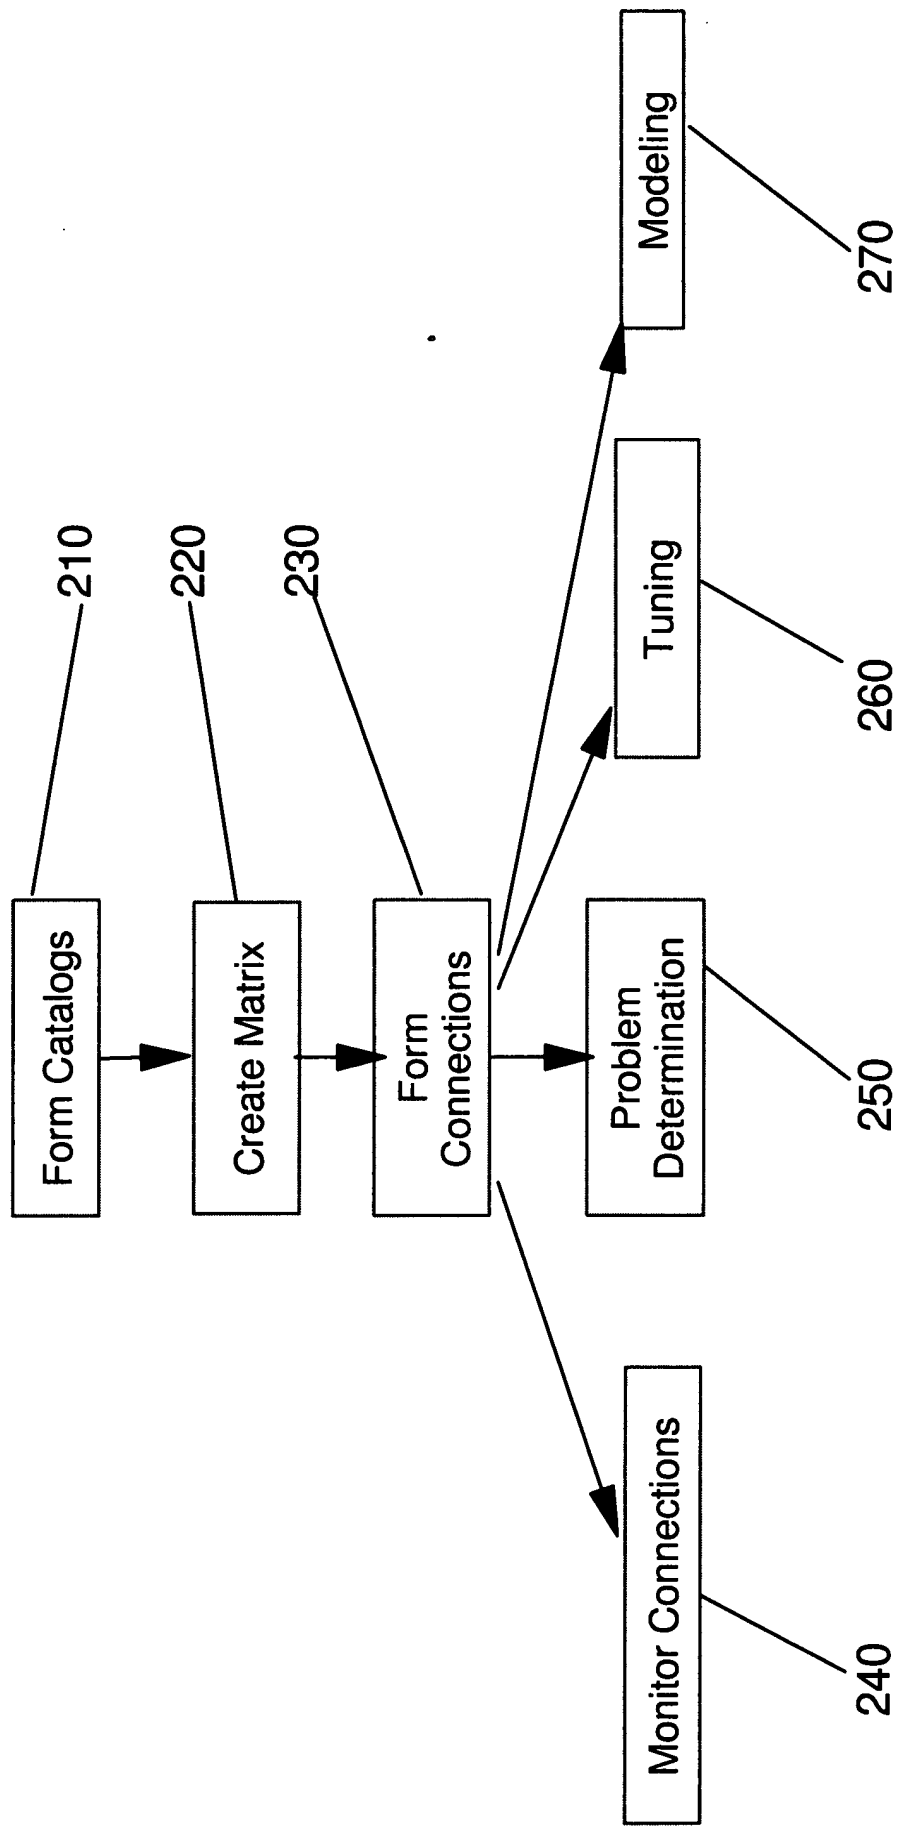 Form Catalogs
210
Create Matrix
220
Form
Connections
230
Monitor Connections
240
Problem
Determination
250
Tuning
260
Modeling
270